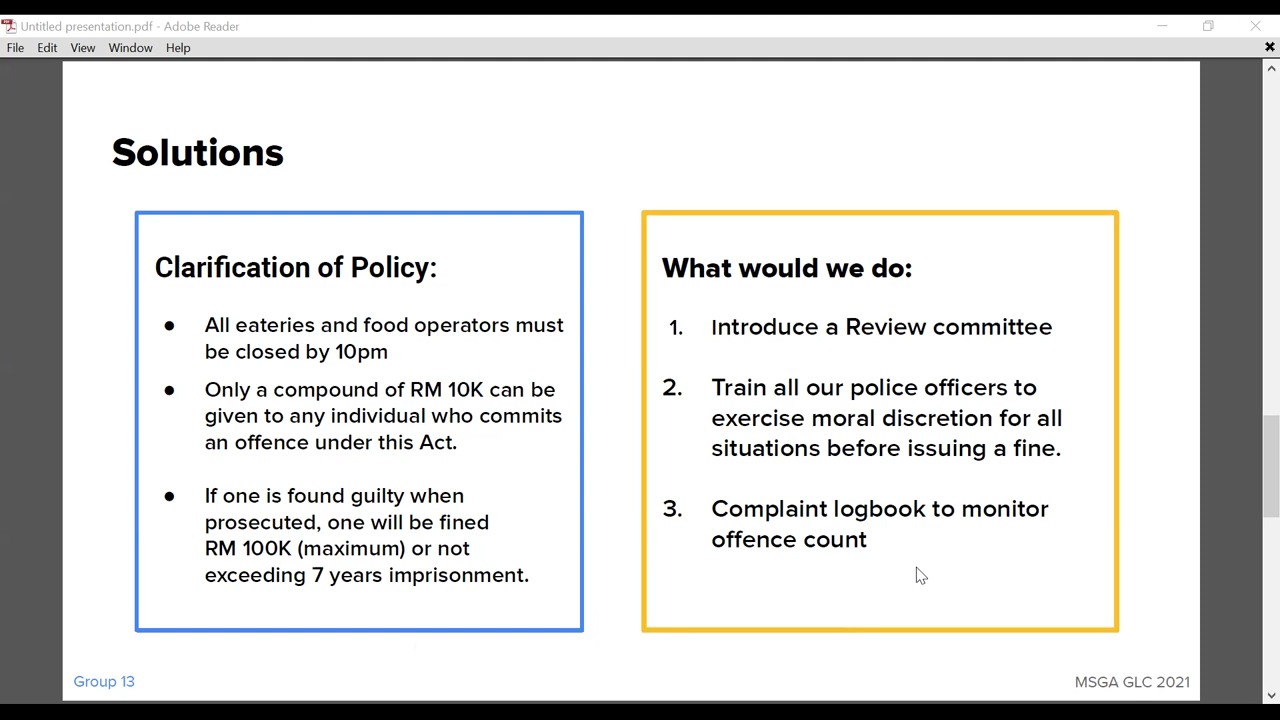 Untitled presentation.pdf - Adobe Reader
File Edit View Window Help
Solutions
Clarification of Policy:
● All eateries and food operators must
be closed by 10pm
● Only a compound of RM 10K can be
given to any individual who commits
an offence under this Act.
● If one is found guilty when
prosecuted, one will be fined
RM 100K (maximum) or not
exceeding 7 years imprisonment.
What would we do:
1. Introduce a Review committee
2. Train all our police officers to
exercise moral discretion for all
situations before issuing a fine.
3. Complaint logbook to monitor
offence count
Group 13
MSGA GLC 2021